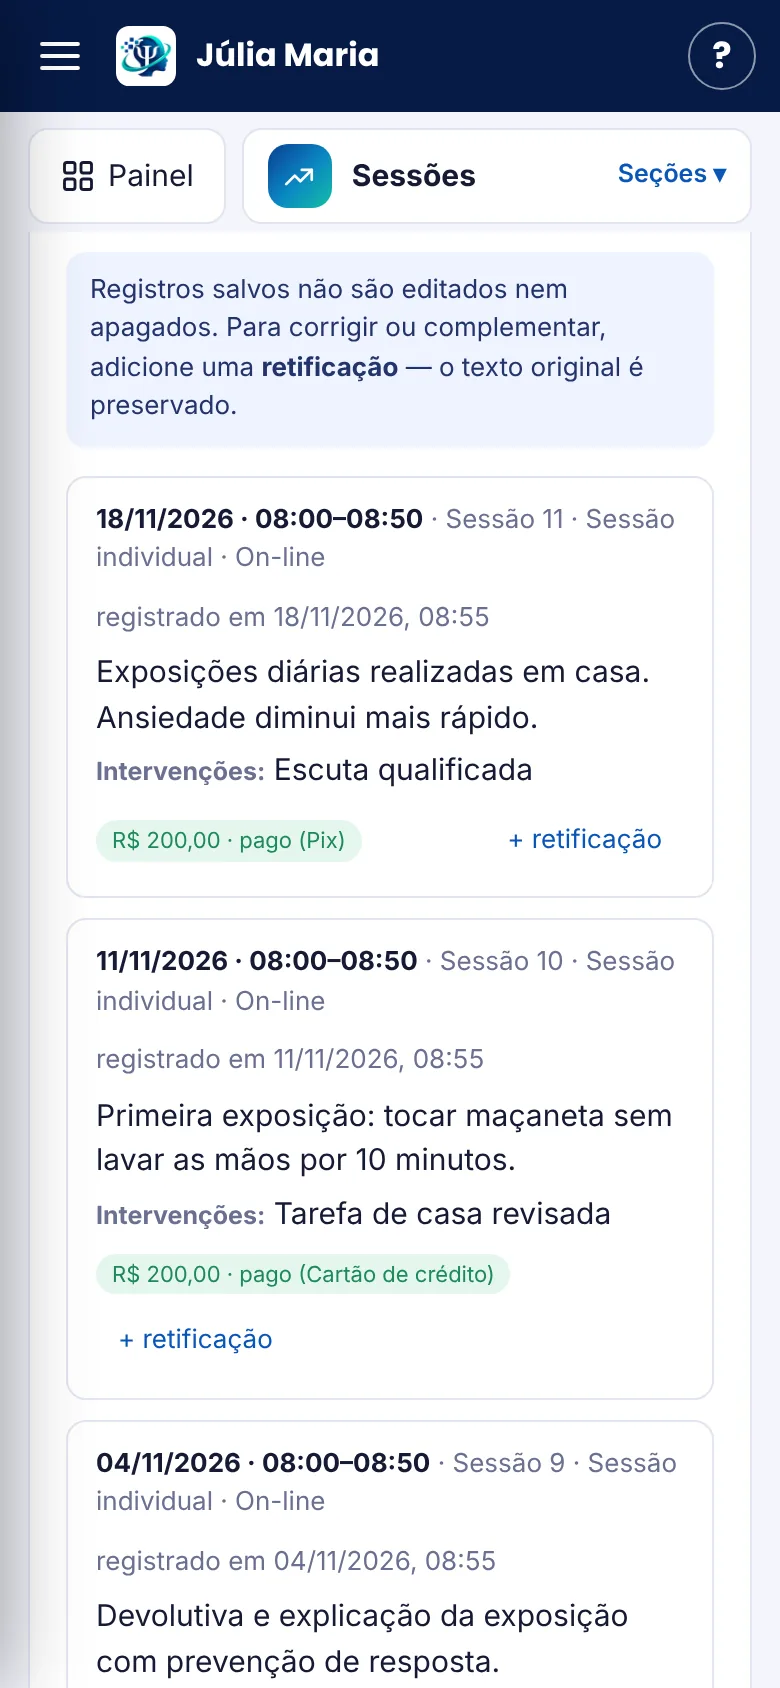 Júlia Maria
?
Painel
Sessões
Seções ▾
Registros salvos não são editados nem
apagados. Para corrigir ou complementar,
adicione uma retificação — o texto original é
preservado.
18/11/2026 · 08:00–08:50 · Sessão 11 · Sessão
individual · On-line
registrado em 18/11/2026, 08:55
Exposições diárias realizadas em casa.
Ansiedade diminui mais rápido.
Intervenções: Escuta qualificada
R$ 200,00 · pago (Pix)
+ retificação
11/11/2026 · 08:00–08:50 · Sessão 10 · Sessão
individual · On-line
registrado em 11/11/2026, 08:55
Primeira exposição: tocar maçaneta sem
lavar as mãos por 10 minutos.
Intervenções: Tarefa de casa revisada
R$ 200,00 · pago (Cartão de crédito)
+ retificação
04/11/2026 · 08:00–08:50 · Sessão 9 · Sessão
individual · On-line
registrado em 04/11/2026, 08:55
Devolutiva e explicação da exposição
com prevenção de resposta.